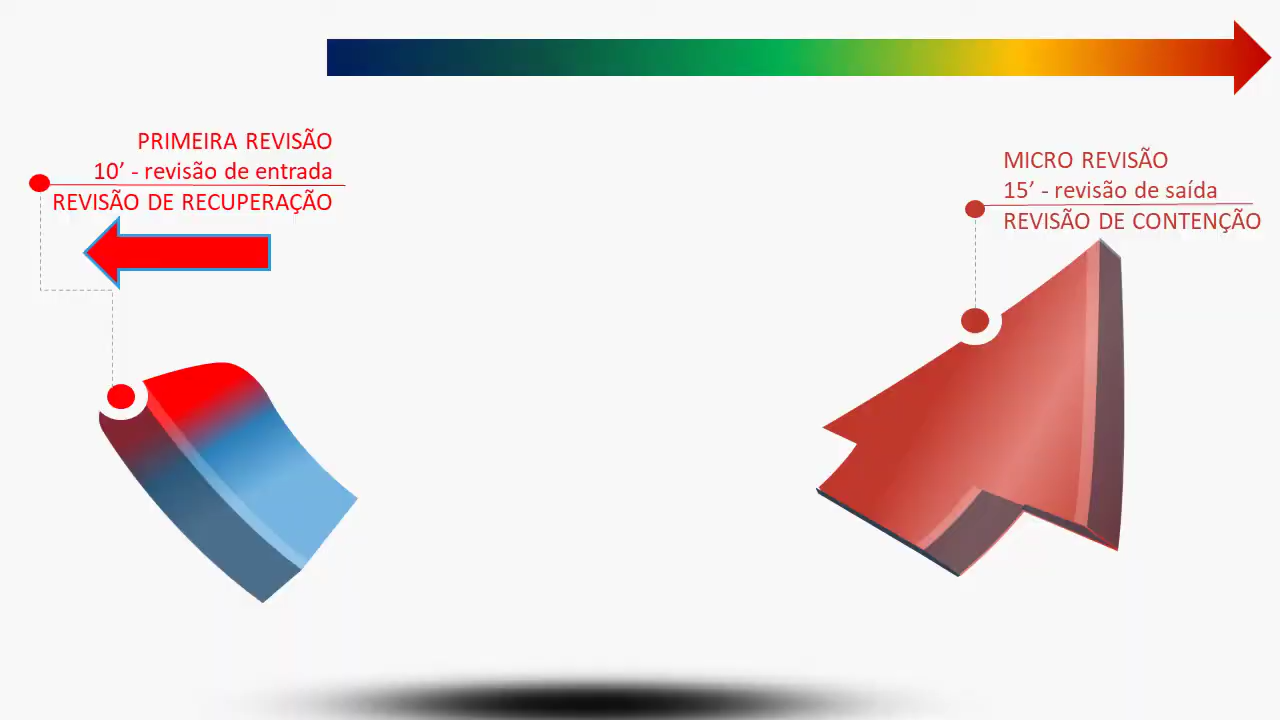 PRIMEIRA REVISÃO
10’ - revisão de entrada
REVISÃO DE RECUPERAÇÃO
MICRO REVISÃO
15’ - revisão de saída
REVISÃO DE CONTENÇÃO